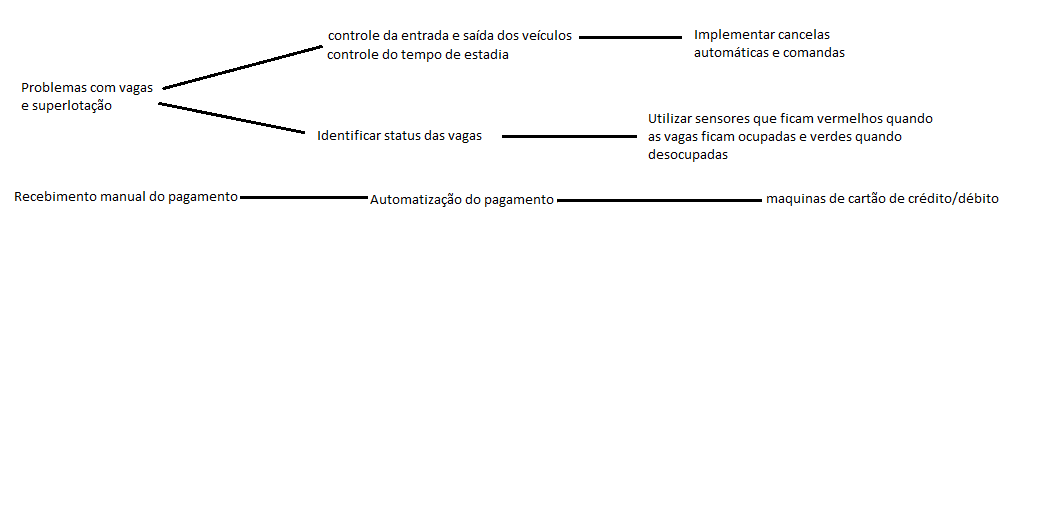 controle da entrada e saída dos veículos
controle do tempo de estadia
Implementar cancelas
automáticas e comandas
Problemas com vagas
e superlotação
Identificar status das vagas
Utilizar sensores que ficam vermelhos quando
as vagas ficam ocupadas e verdes quando
desocupadas
Recebimento manual do pagamento
Automatização do pagamento
maquinas de cartão de crédito/débito